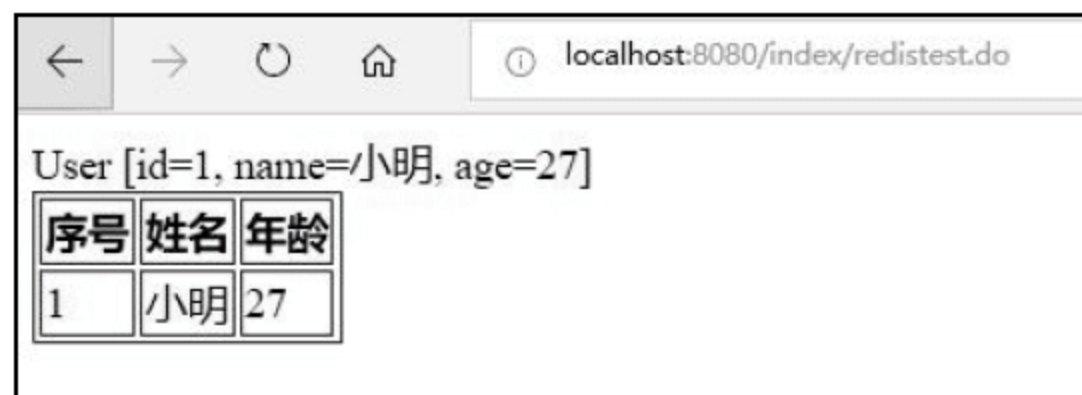 localhost:8080/index/redistest.do
User [id=1, name=小明, age=27]
序号 姓名 年龄
1 小明 27